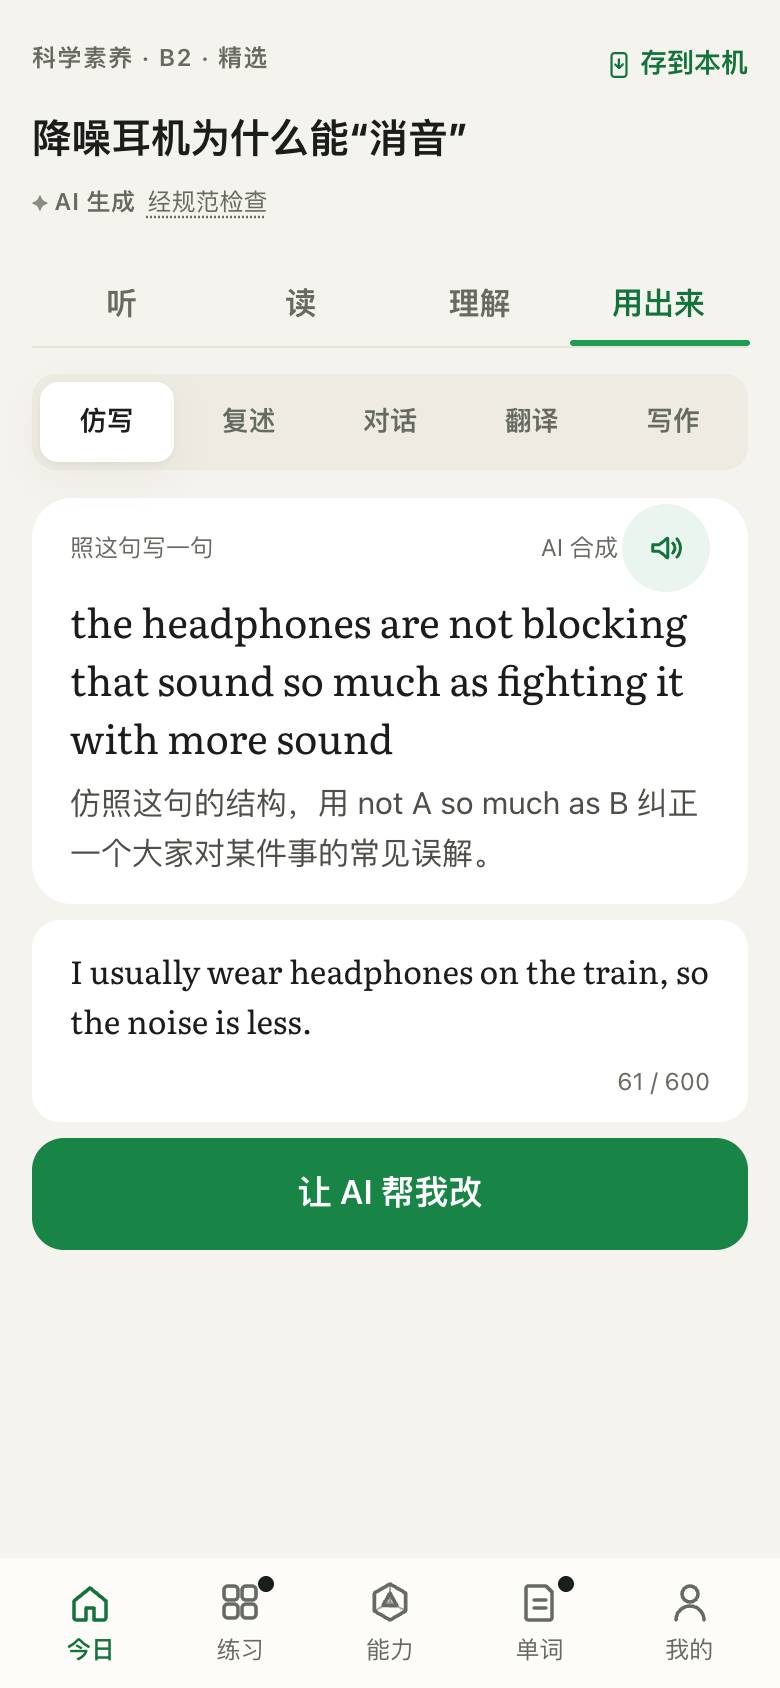 科学素养 · B2 · 精选
存到本机
降噪耳机为什么能“消音”
AI 生成 经规范检查
听 读 理解 用出来
仿写 复述 对话 翻译 写作
照这句写一句 AI 合成
the headphones are not blocking
that sound so much as fighting it
with more sound
仿照这句的结构，用 not A so much as B 纠正
一个大家对某件事的常见误解。
I usually wear headphones on the train, so
the noise is less.
61 / 600
让 AI 帮我改
今日 练习 能力 单词 我的